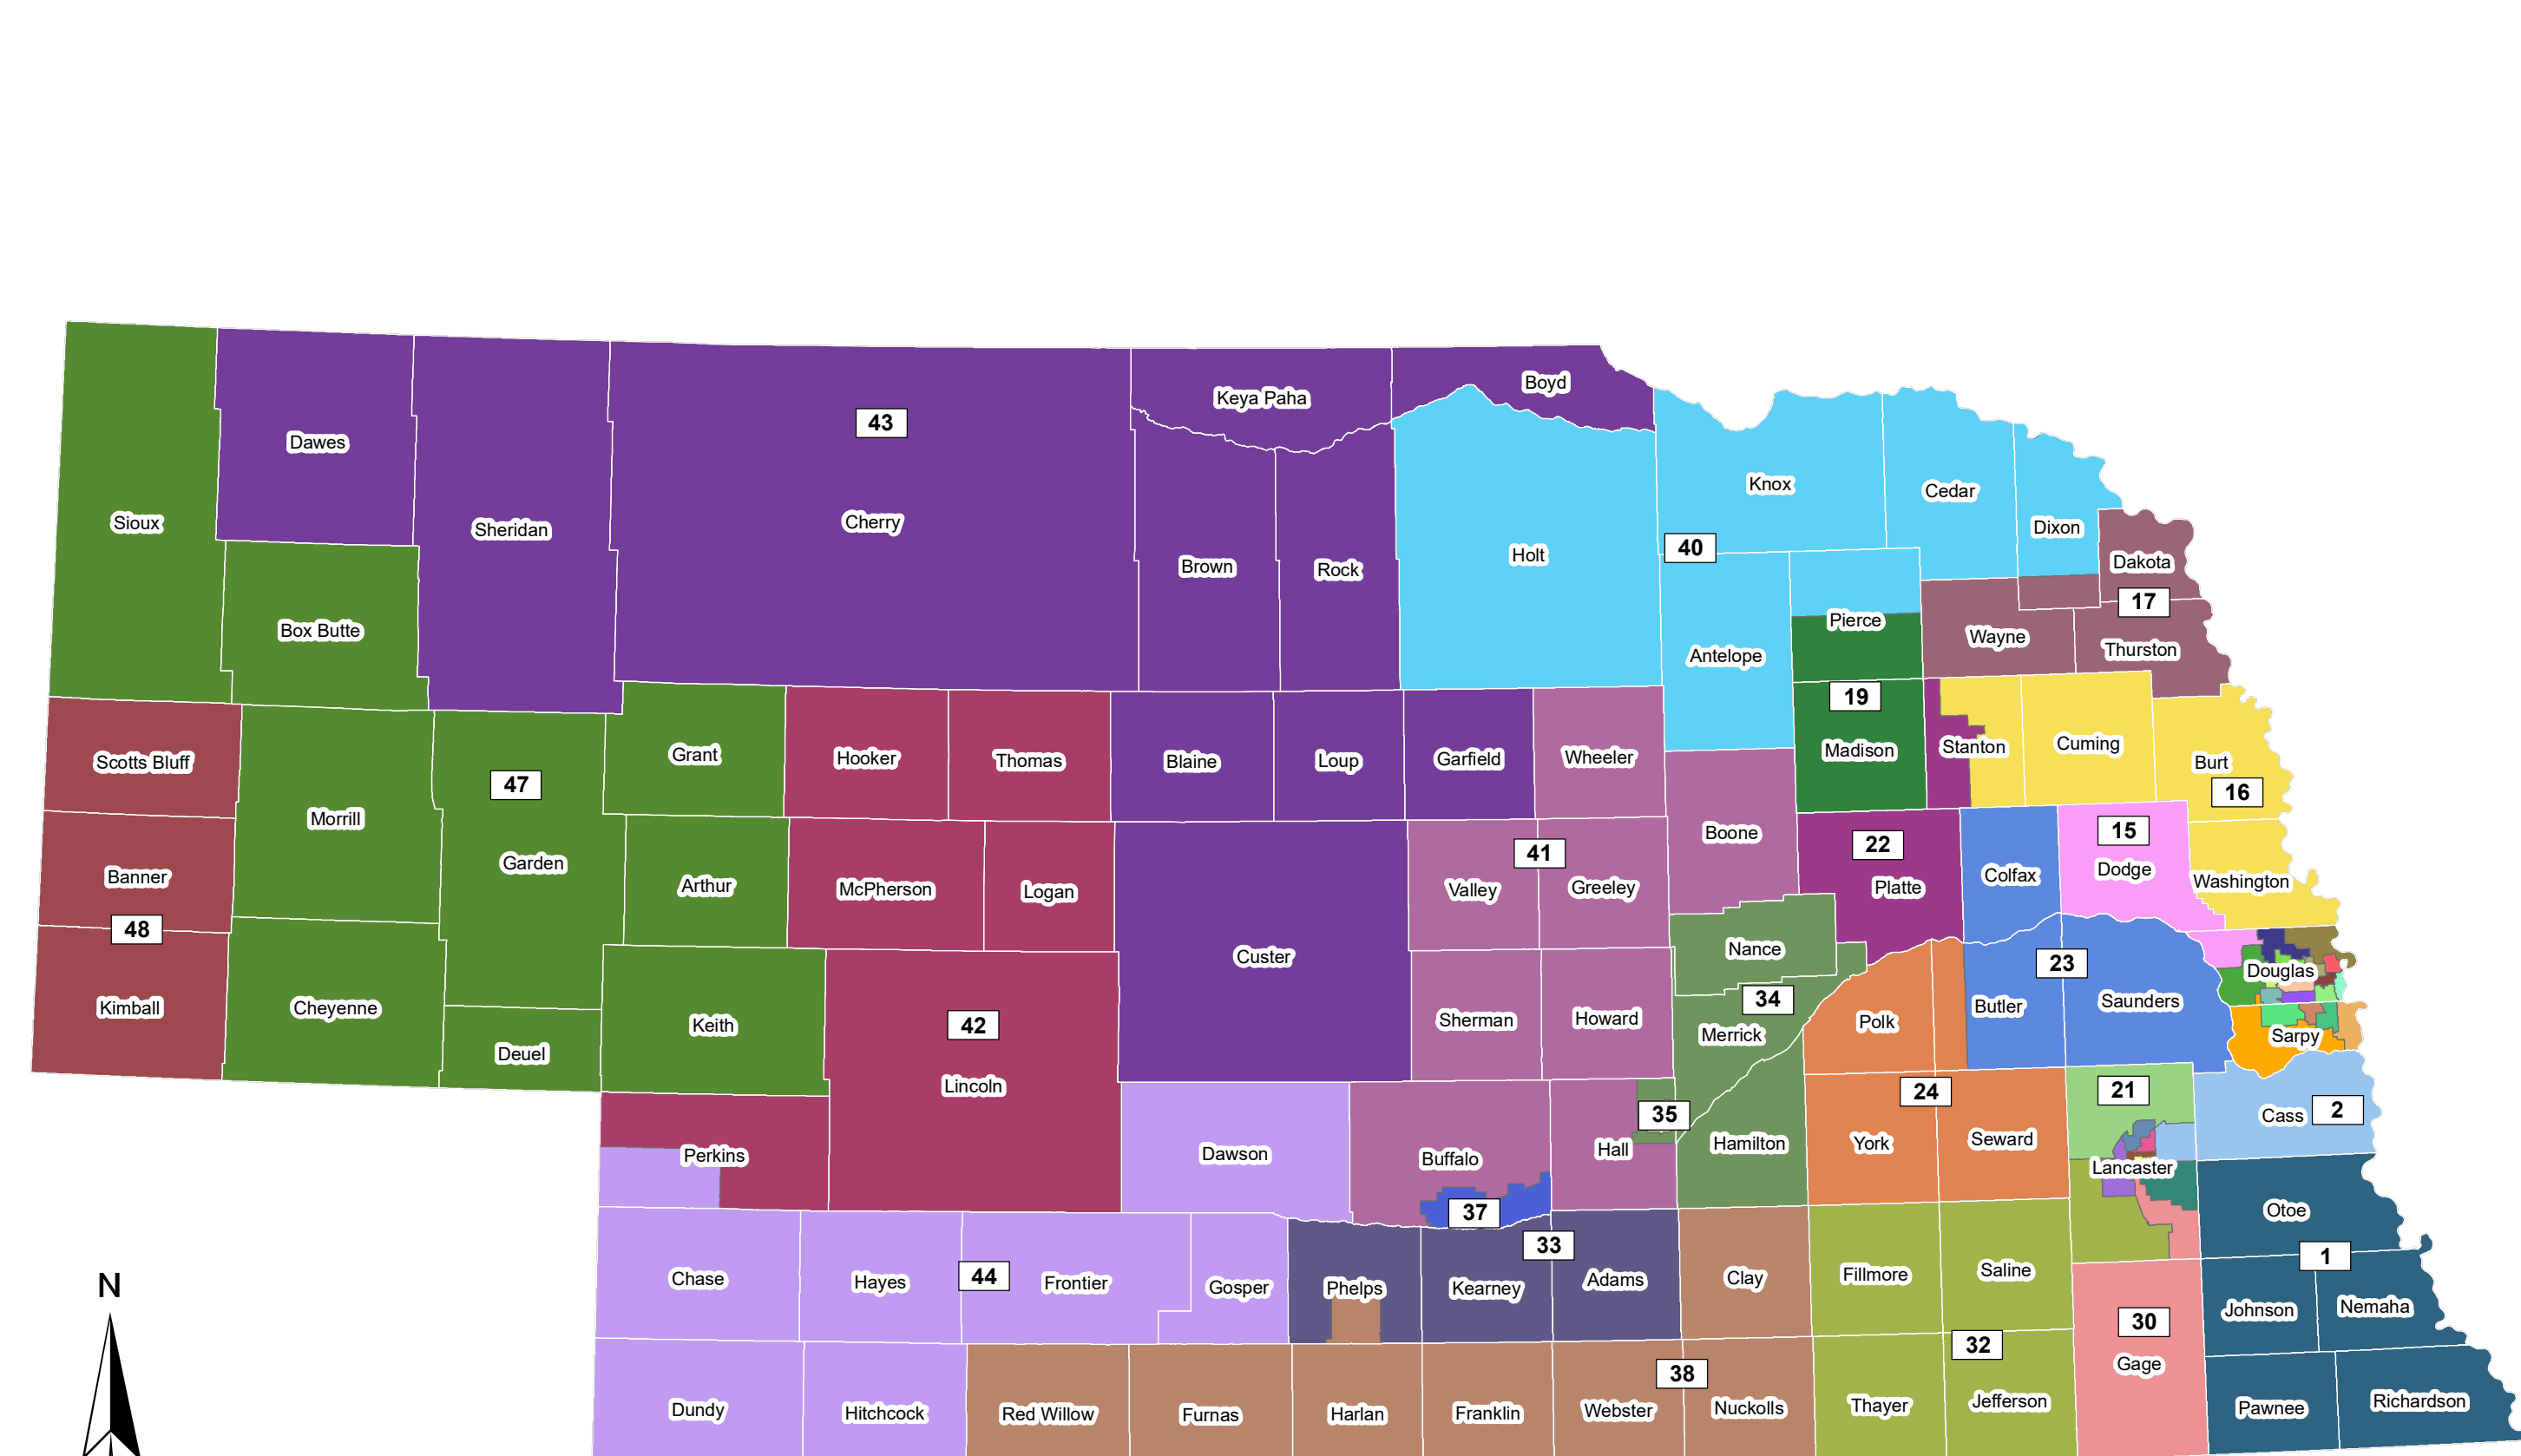 Boyd
Keya Paha
43
Dawes
Knox
Cedar
Sioux
Sheridan
Cherry
Dixon
40
Holt
Dakota
Brown
Rock
17
Box Butte
Pierce
Wayne
Thurston
Antelope
19
Scotts Bluff
47
Grant
Hooker
Thomas
Blaine
Loup
Garfield
Wheeler
Madison
Stanton
Cuming
Burt
16
Morrill
Boone
22
15
Banner
Garden
Arthur
McPherson
Logan
41
Valley
Greeley
Platte
Colfax
Dodge
Washington
48
Custer
Nance
23
Douglas
Kimball
Cheyenne
Keith
42
Sherman
Howard
34
Merrick
Polk
Butler
Saunders
Sarpy
Deuel
Lincoln
24
21
Cass
2
35
Perkins
Dawson
Buffalo
Hall
Hamilton
York
Seward
Lancaster
37
Otoe
33
1
N
Chase
Hayes
44
Frontier
Gosper
Phelps
Kearney
Adams
Clay
Fillmore
Saline
Johnson
Nemaha
30
32
Gage
38
Dundy
Hitchcock
Red Willow
Furnas
Harlan
Franklin
Webster
Nuckolls
Thayer
Jefferson
Pawnee
Richardson